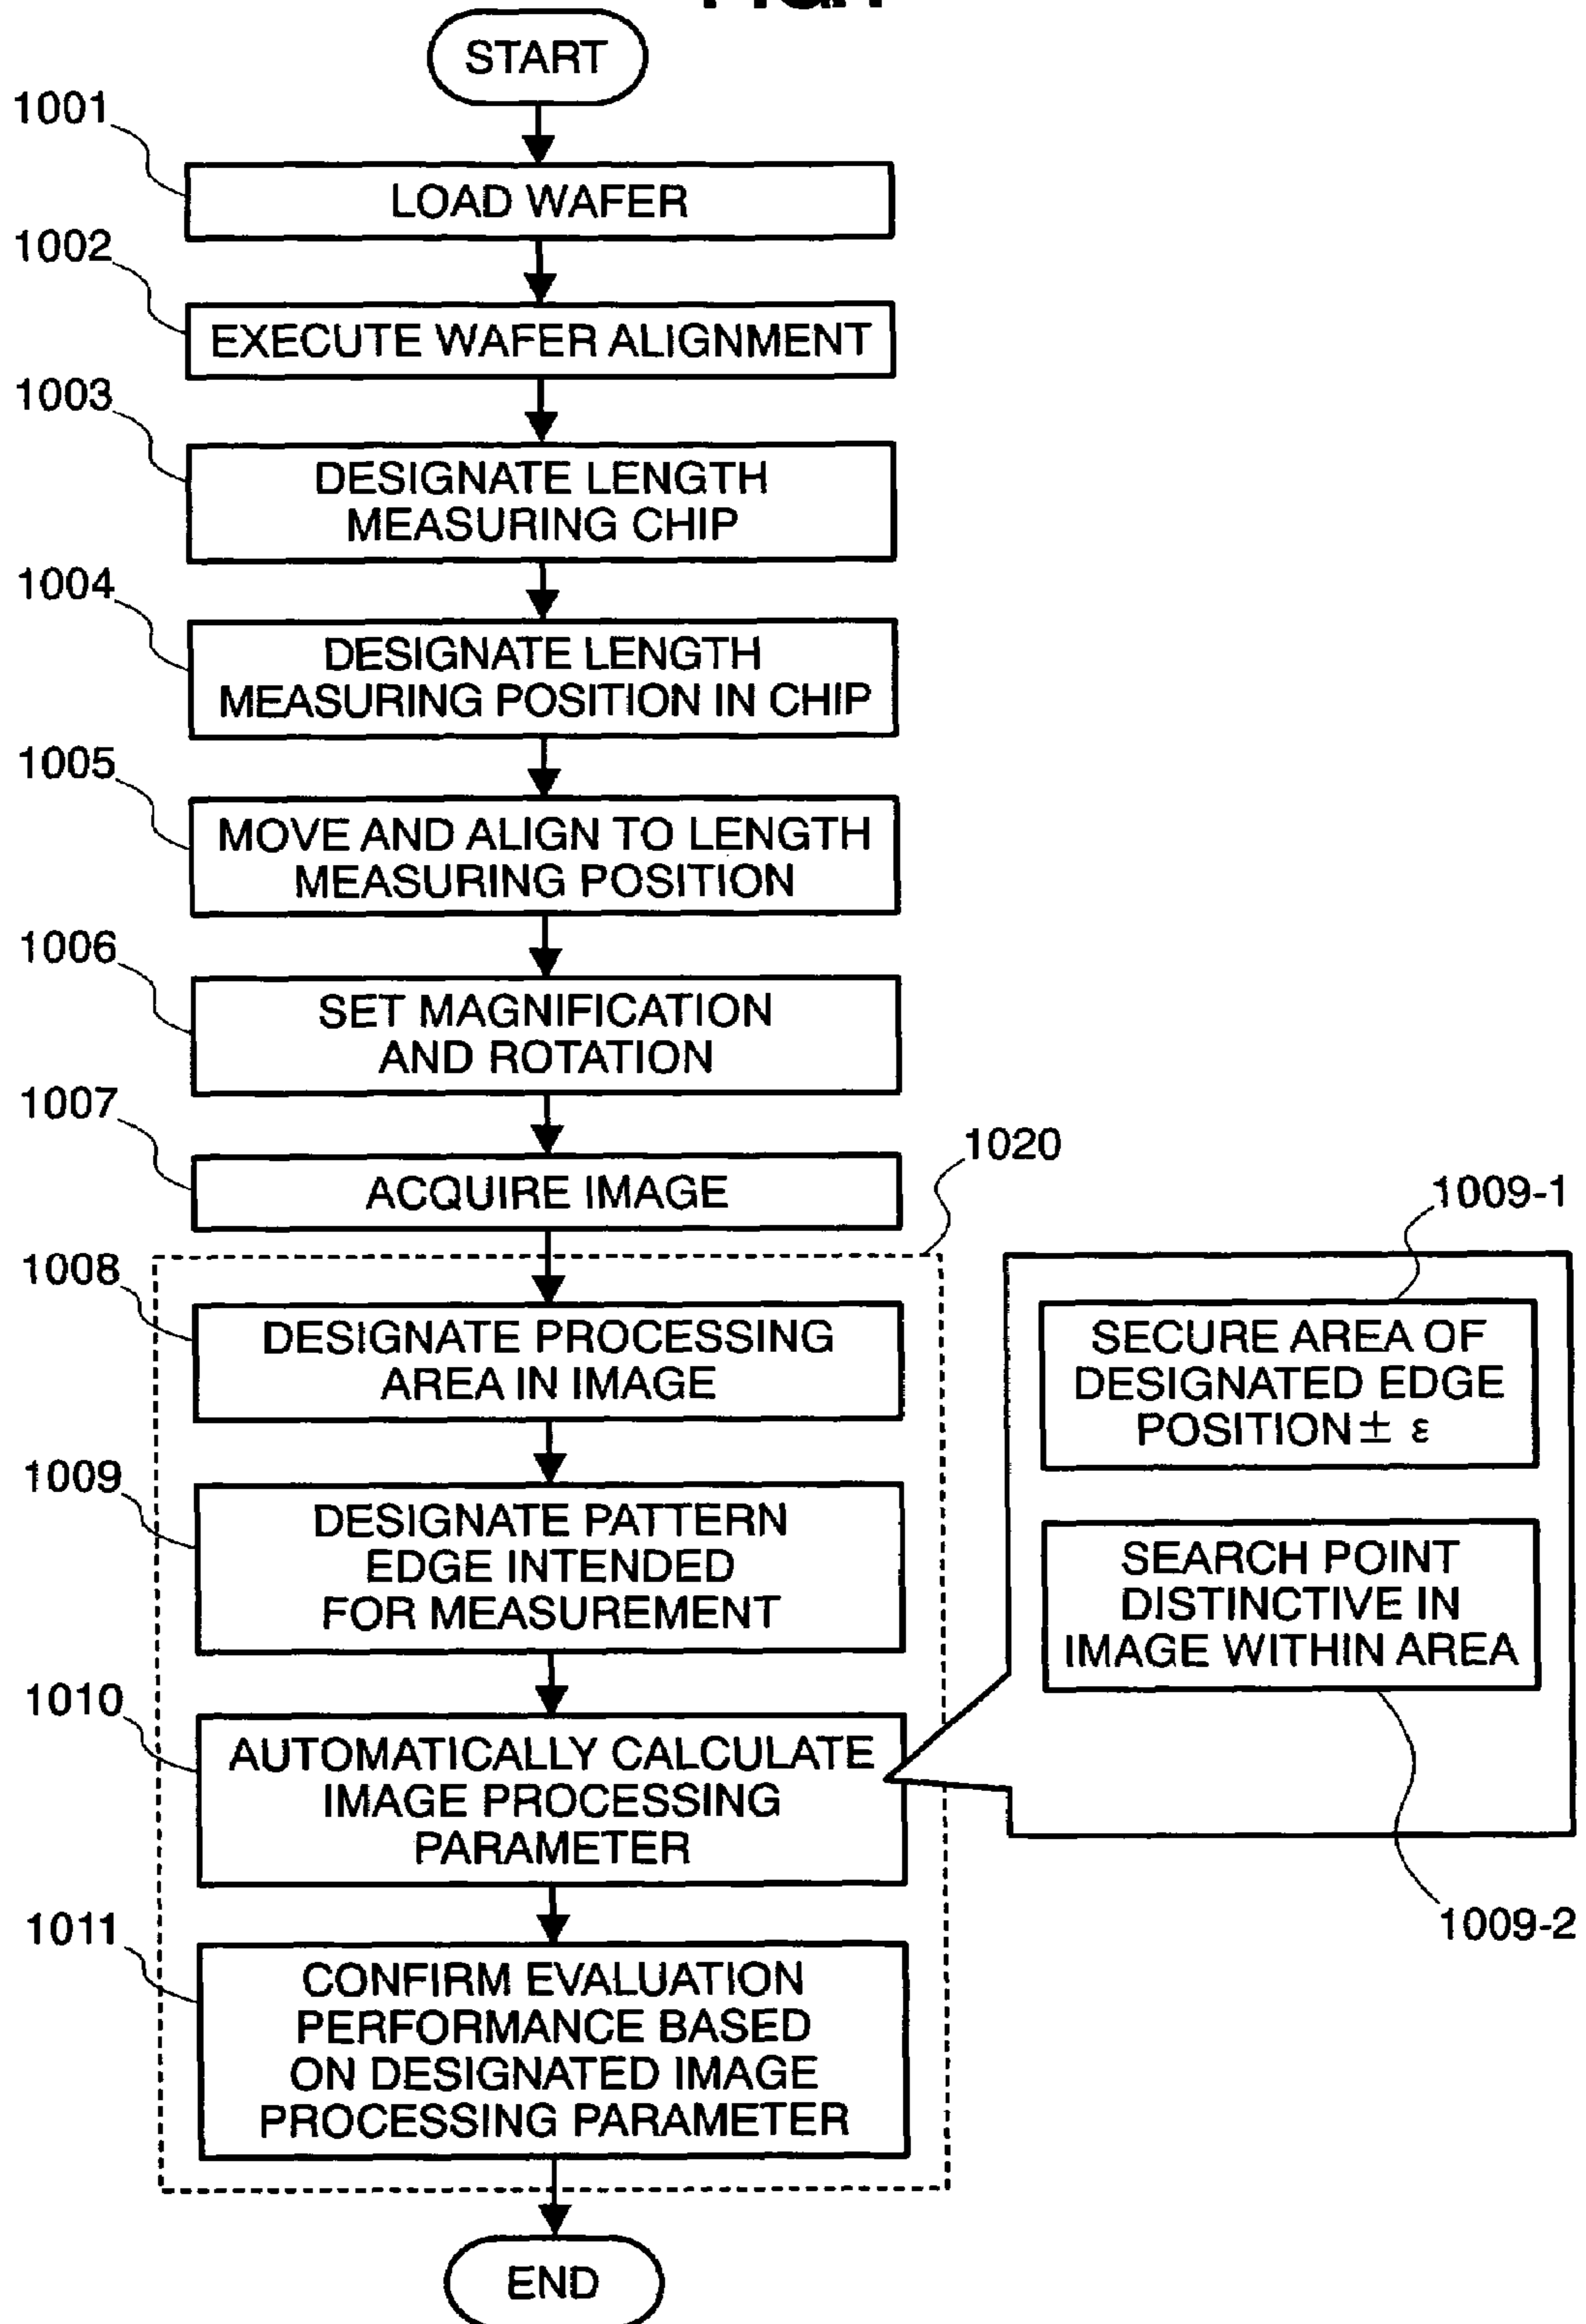 START
1001
LOAD WAFER
1002
EXECUTE WAFER ALIGNMENT
1003
DESIGNATE LENGTH
MEASURING CHIP
1004
DESIGNATE LENGTH
MEASURING POSITION IN CHIP
1005
MOVE AND ALIGN TO LENGTH
MEASURING POSITION
1006
SET MAGNIFICATION
AND ROTATION
1007
ACQUIRE IMAGE
1020
1008
DESIGNATE PROCESSING
AREA IN IMAGE
1009
DESIGNATE PATTERN
EDGE INTENDED
FOR MEASUREMENT
1010
AUTOMATICALLY CALCULATE
IMAGE PROCESSING
PARAMETER
1009-1
SECURE AREA OF
DESIGNATED EDGE
POSITION ± ε
SEARCH POINT
DISTINCTIVE IN
IMAGE WITHIN AREA
1009-2
1011
CONFIRM EVALUATION
PERFORMANCE BASED
ON DESIGNATED IMAGE
PROCESSING PARAMETER
END